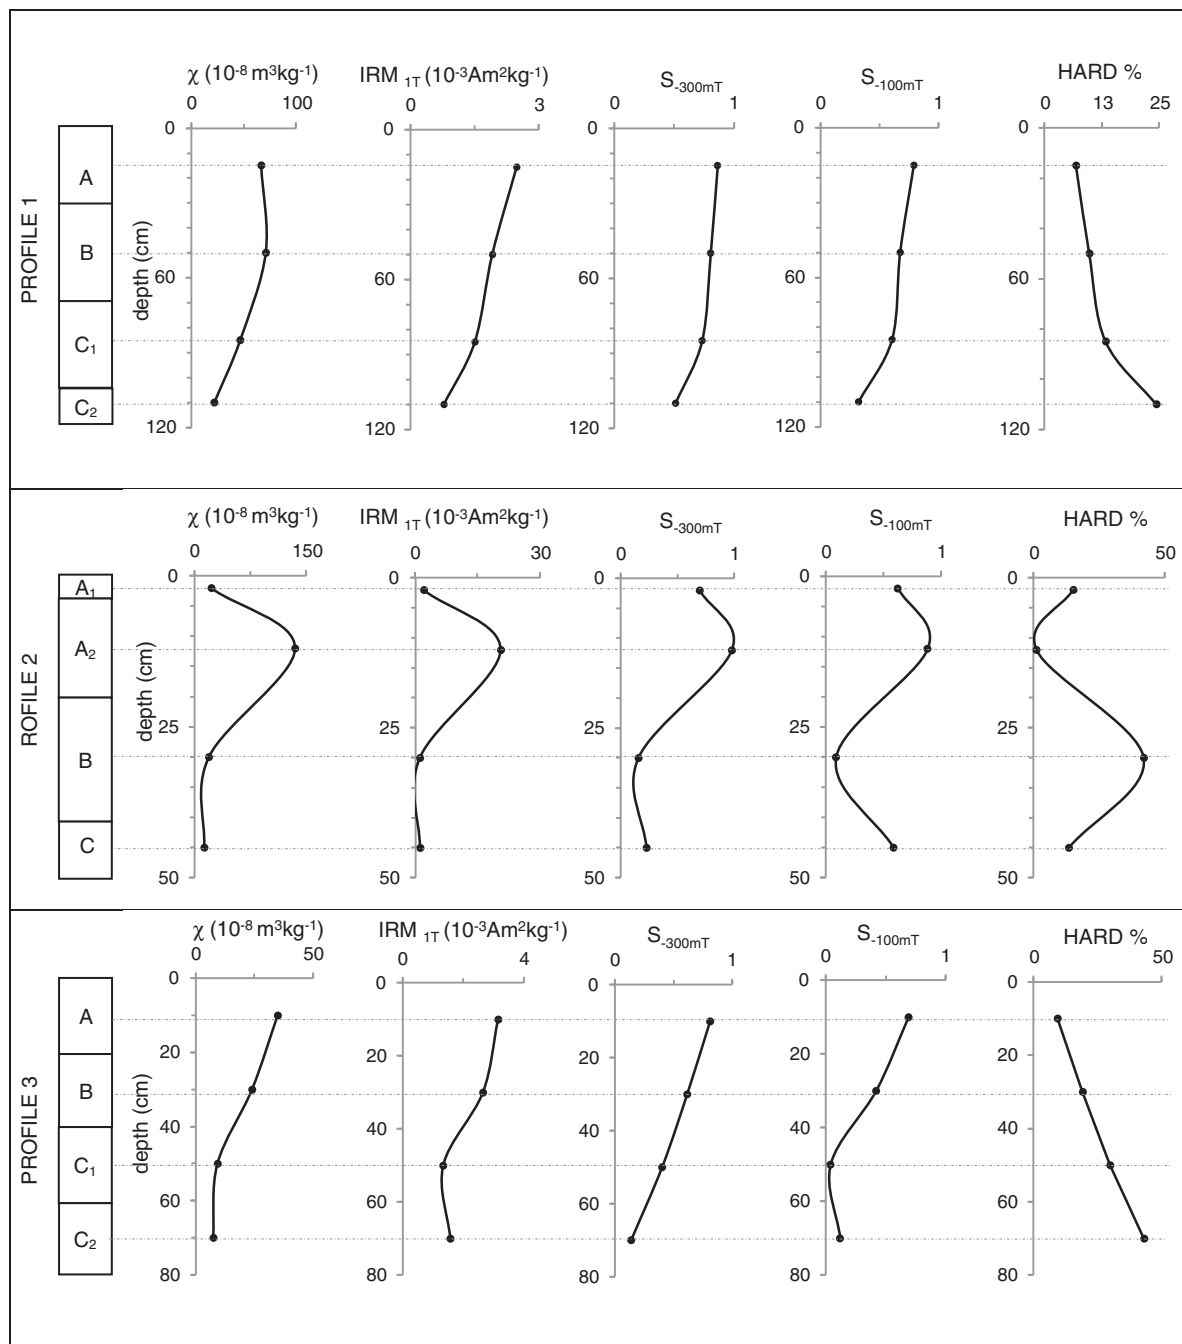 χ (10⁻⁸ m³kg⁻¹) IRM ₁T (10⁻³Am²kg⁻¹) S₋₃₀₀mT S₋₁₀₀mT HARD %
0 100 0 3 0 1 0 1 0 13 25
0 0 0 0 0
A
B
60 60 60 60 60
C₁
C₂
120 120 120 120 120
depth (cm)
PROFILE 1
χ (10⁻⁸ m³kg⁻¹) IRM ₁T (10⁻³Am²kg⁻¹) S₋₃₀₀mT S₋₁₀₀mT HARD %
0 150 0 30 0 1 0 1 0 50
0 0 0 0 0
A₁
A₂
25 25 25 25 25
B
C
50 50 50 50 50
depth (cm)
ROFILE 2
χ (10⁻⁸ m³kg⁻¹) IRM ₁T (10⁻³Am²kg⁻¹) S₋₃₀₀mT S₋₁₀₀mT HARD %
0 50 0 4 0 1 0 1 0 50
0 0 0 0 0
A
20 20 20 20 20
B
40 40 40 40 40
C₁
60 60 60 60 60
C₂
80 80 80 80 80
depth (cm)
PROFILE 3